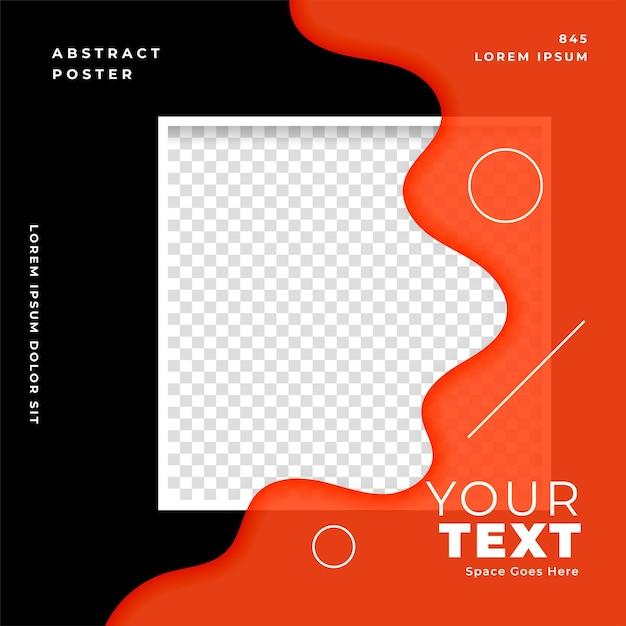 ABSTRACT
POSTER
845
LOREM IPSUM
LOREM IPSUM DOLOR SIT
YOUR
TEXT
Space Goes Here